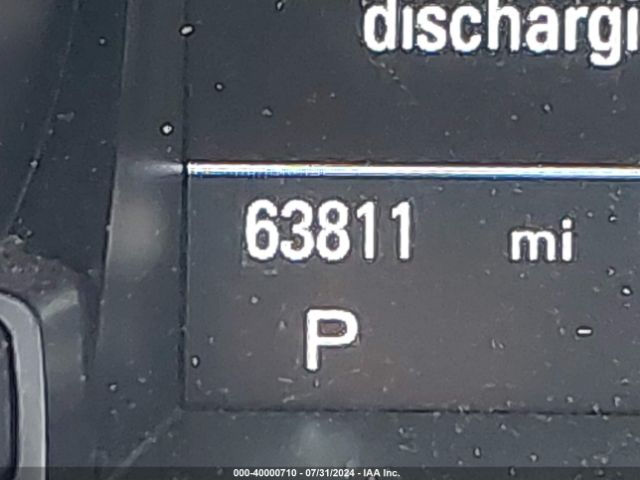 dischargi
63811 mi
P -
000-40000710 - 07/31/2024 - IAA Inc.